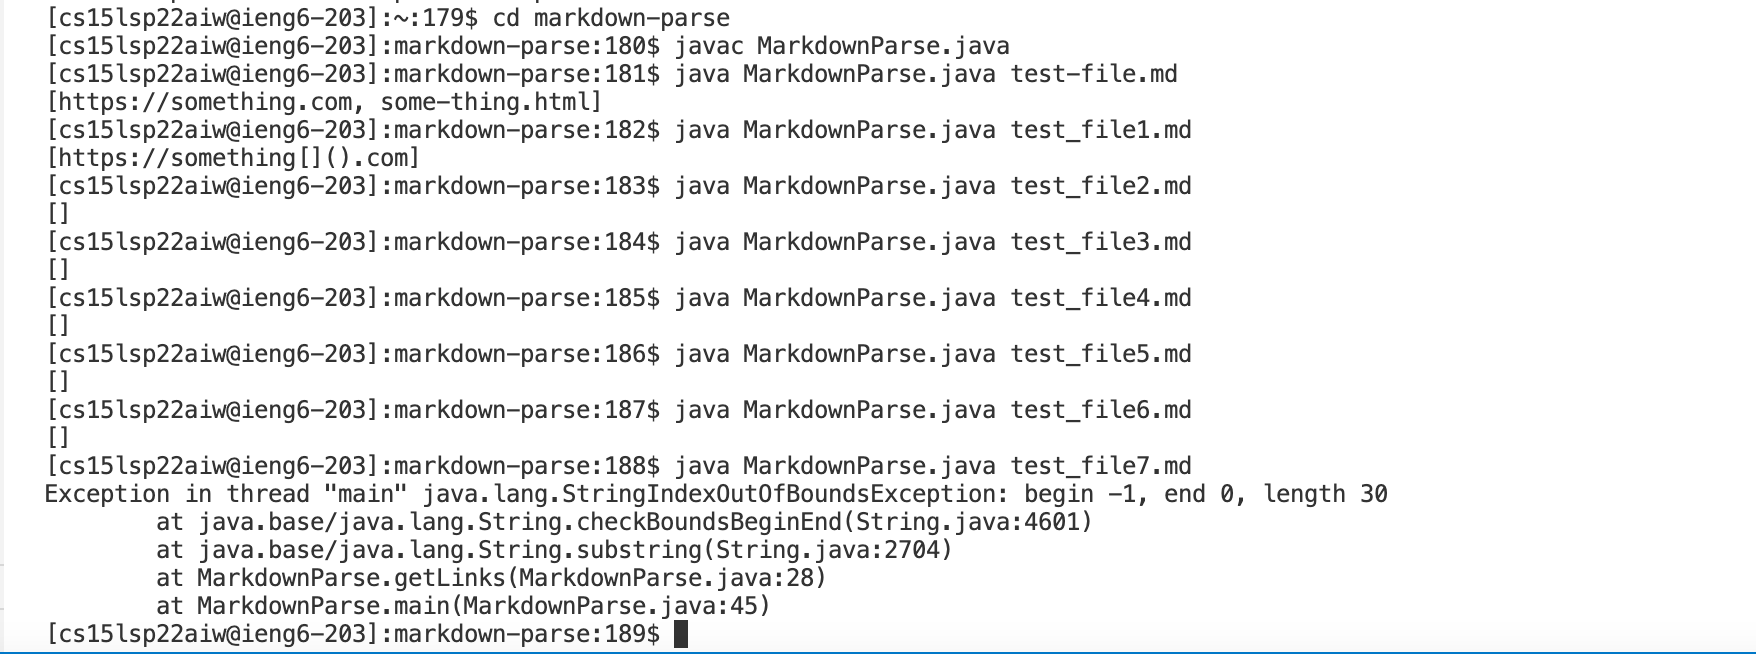 [cs15lsp22aiw@ieng6-203]:~:179$ cd markdown-parse
[cs15lsp22aiw@ieng6-203]:markdown-parse:180$ javac MarkdownParse.java
[cs15lsp22aiw@ieng6-203]:markdown-parse:181$ java MarkdownParse.java test-file.md
[https://something.com, some-thing.html]
[cs15lsp22aiw@ieng6-203]:markdown-parse:182$ java MarkdownParse.java test_file1.md
[https://something[]().com]
[cs15lsp22aiw@ieng6-203]:markdown-parse:183$ java MarkdownParse.java test_file2.md
[]
[cs15lsp22aiw@ieng6-203]:markdown-parse:184$ java MarkdownParse.java test_file3.md
[]
[cs15lsp22aiw@ieng6-203]:markdown-parse:185$ java MarkdownParse.java test_file4.md
[]
[cs15lsp22aiw@ieng6-203]:markdown-parse:186$ java MarkdownParse.java test_file5.md
[]
[cs15lsp22aiw@ieng6-203]:markdown-parse:187$ java MarkdownParse.java test_file6.md
[]
[cs15lsp22aiw@ieng6-203]:markdown-parse:188$ java MarkdownParse.java test_file7.md
Exception in thread "main" java.lang.StringIndexOutOfBoundsException: begin -1, end 0, length 30
        at java.base/java.lang.String.checkBoundsBeginEnd(String.java:4601)
        at java.base/java.lang.String.substring(String.java:2704)
        at MarkdownParse.getLinks(MarkdownParse.java:28)
        at MarkdownParse.main(MarkdownParse.java:45)
[cs15lsp22aiw@ieng6-203]:markdown-parse:189$